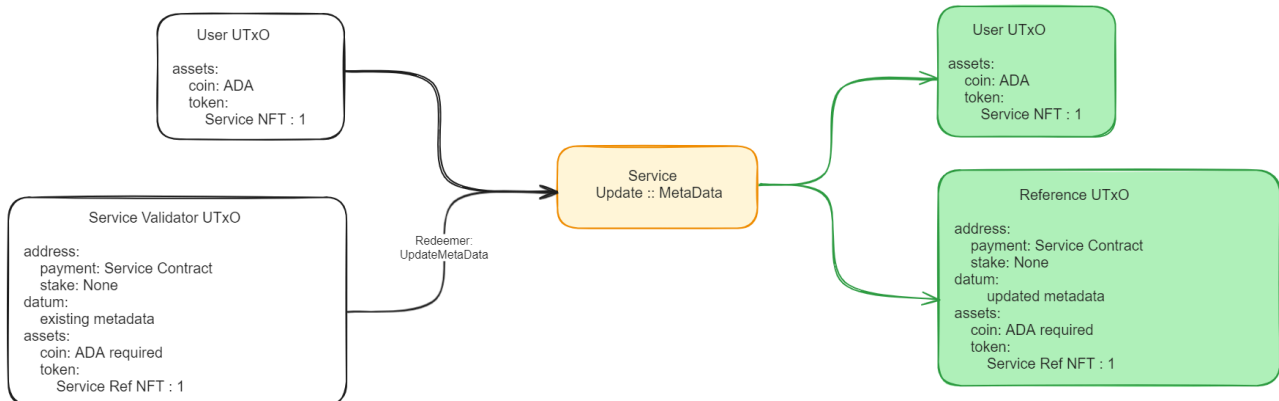 User UTxO
assets:
coin: ADA
token:
Service NFT : 1
Service Validator UTxO
address:
payment: Service Contract
stake: None
datum:
existing metadata
assets:
coin: ADA required
token:
Service Ref NFT : 1
Redeemer:
UpdateMetaData
Service
Update :: MetaData
User UTxO
assets:
coin: ADA
token:
Service NFT : 1
Reference UTxO
address:
payment: Service Contract
stake: None
datum:
updated metadata
assets:
coin: ADA required
token:
Service Ref NFT : 1